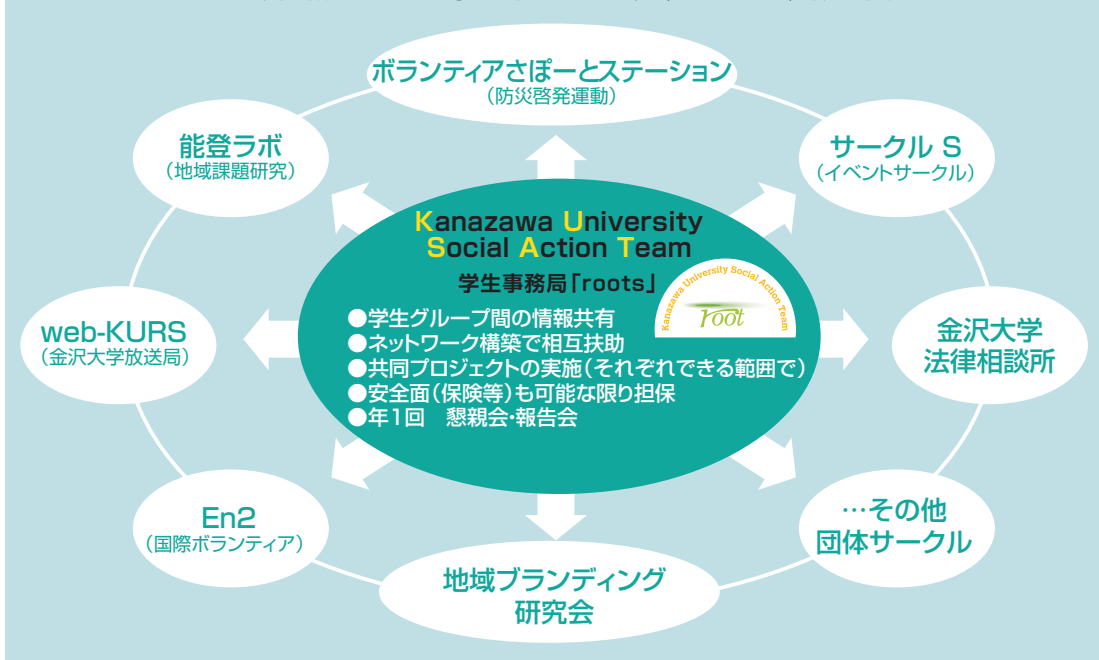 ボランティアさぽーとステーション
（防災啓発運動）
能登ラボ
（地域課題研究）
サークル S
（イベントサークル）
Kanazawa University
Social Action Team
学生事務局「roots」
Kanazawa University Social Action Team
root
●学生グループ間の情報共有
●ネットワーク構築で相互扶助
●共同プロジェクトの実施（それぞれできる範囲で）
●安全面（保険等）も可能な限り担保
●年1回　懇親会・報告会
web-KURS
（金沢大学放送局）
金沢大学
法律相談所
En2
（国際ボランティア）
…その他
団体サークル
地域ブランディング
研究会